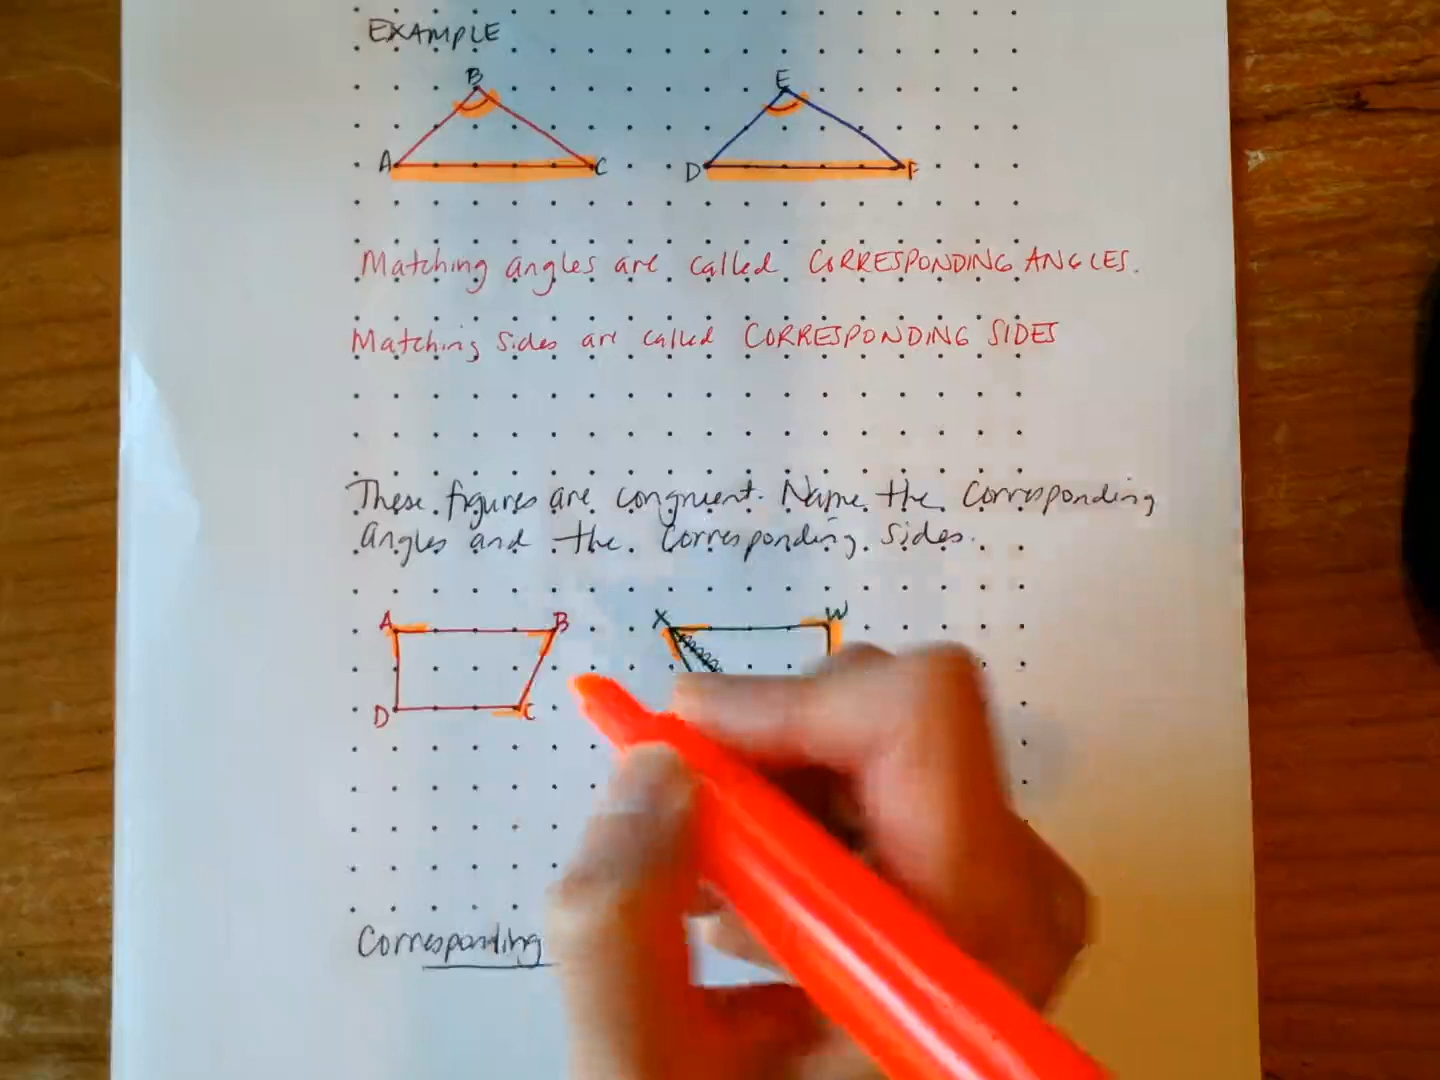 EXAMPLE
B E
A C D F
Matching angles are called CORRESPONDING ANGLES.
Matching sides are called CORRESPONDING SIDES
These figures are congruent. Name the corresponding
angles and the corresponding sides.
A B X W
D C
Corresponding